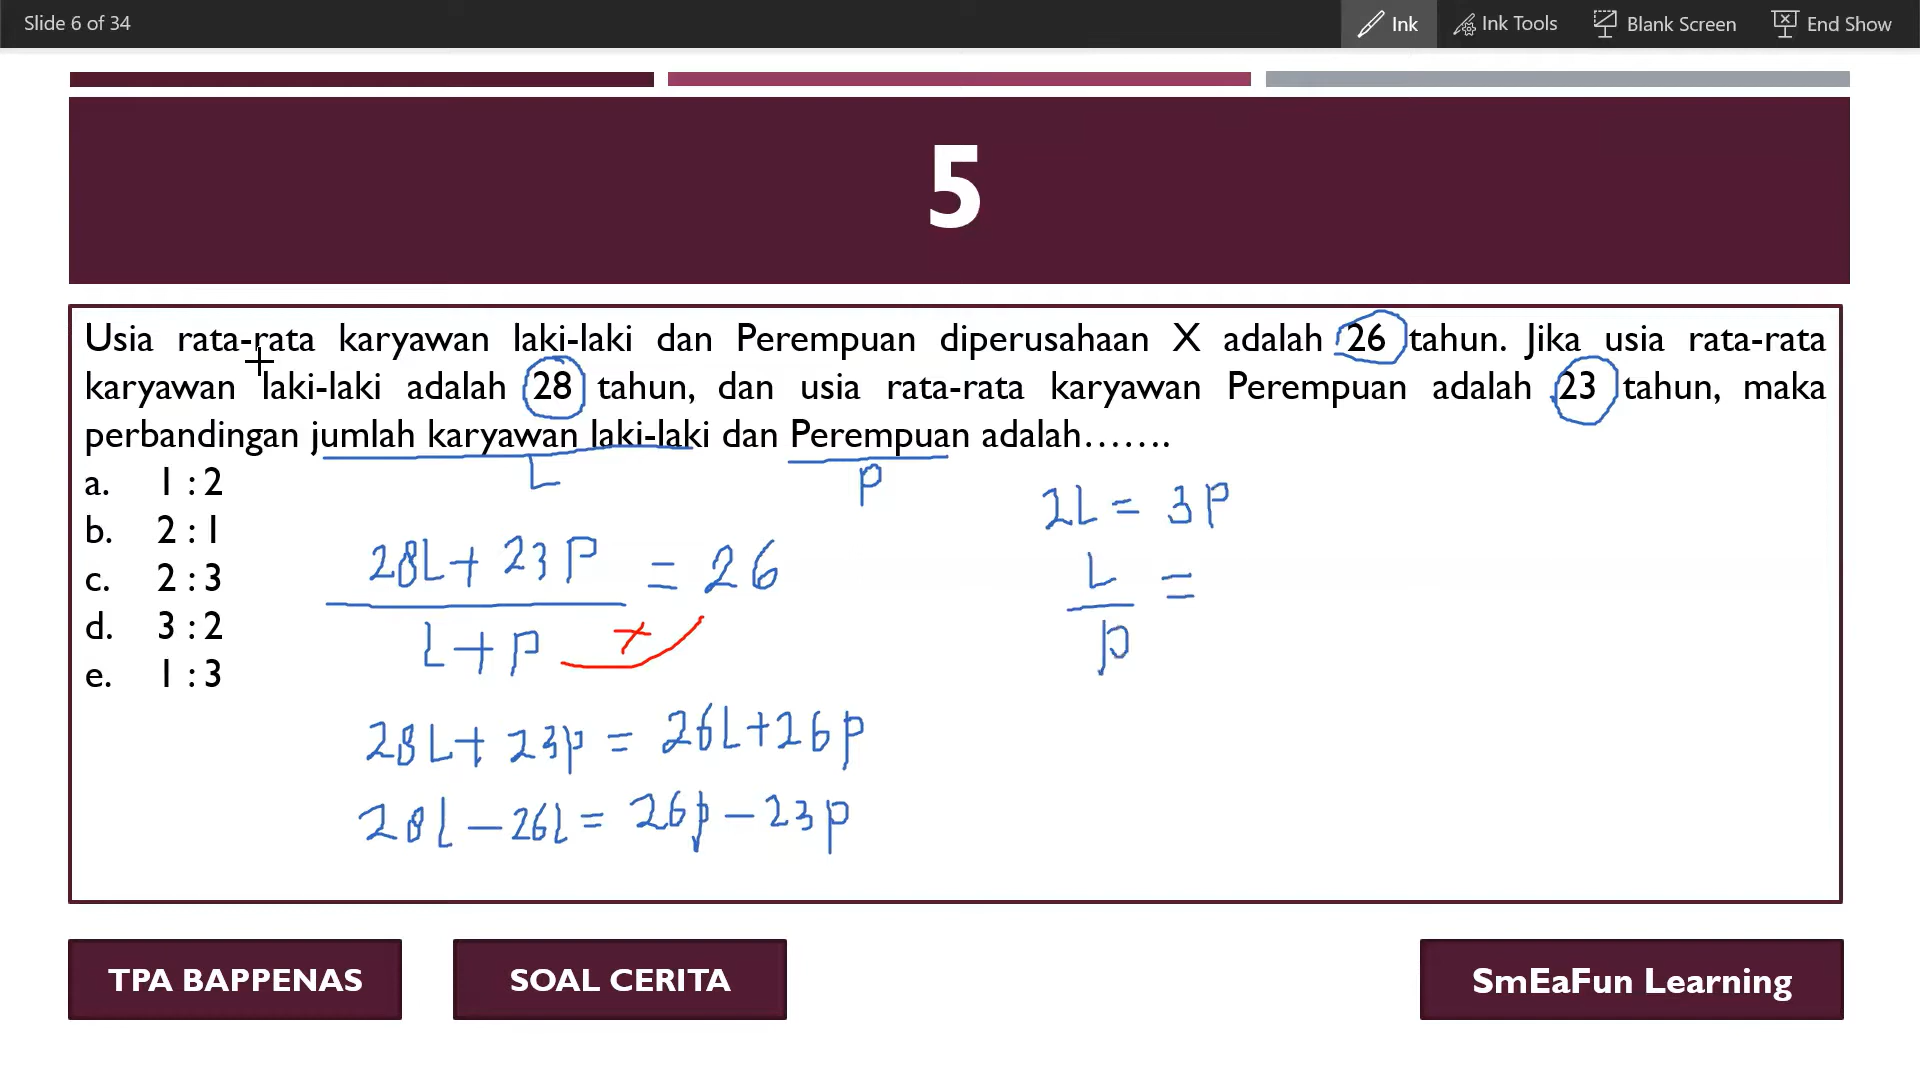 Slide 6 of 34
Ink
Ink Tools
Blank Screen
End Show
5
Usia rata-rata karyawan laki-laki dan Perempuan diperusahaan X adalah 26 tahun. Jika usia rata-rata
karyawan laki-laki adalah 28 tahun, dan usia rata-rata karyawan Perempuan adalah 23 tahun, maka
perbandingan jumlah karyawan laki-laki dan Perempuan adalah.......
L
P
a. 1 : 2
b. 2 : 1
c. 2 : 3
d. 3 : 2
e. 1 : 3
28L + 23P = 26
L + P
x
28L + 23P = 26L + 26P
28L - 26L = 26P - 23P
2L = 3P
L =
P
TPA BAPPENAS
SOAL CERITA
SmEaFun Learning